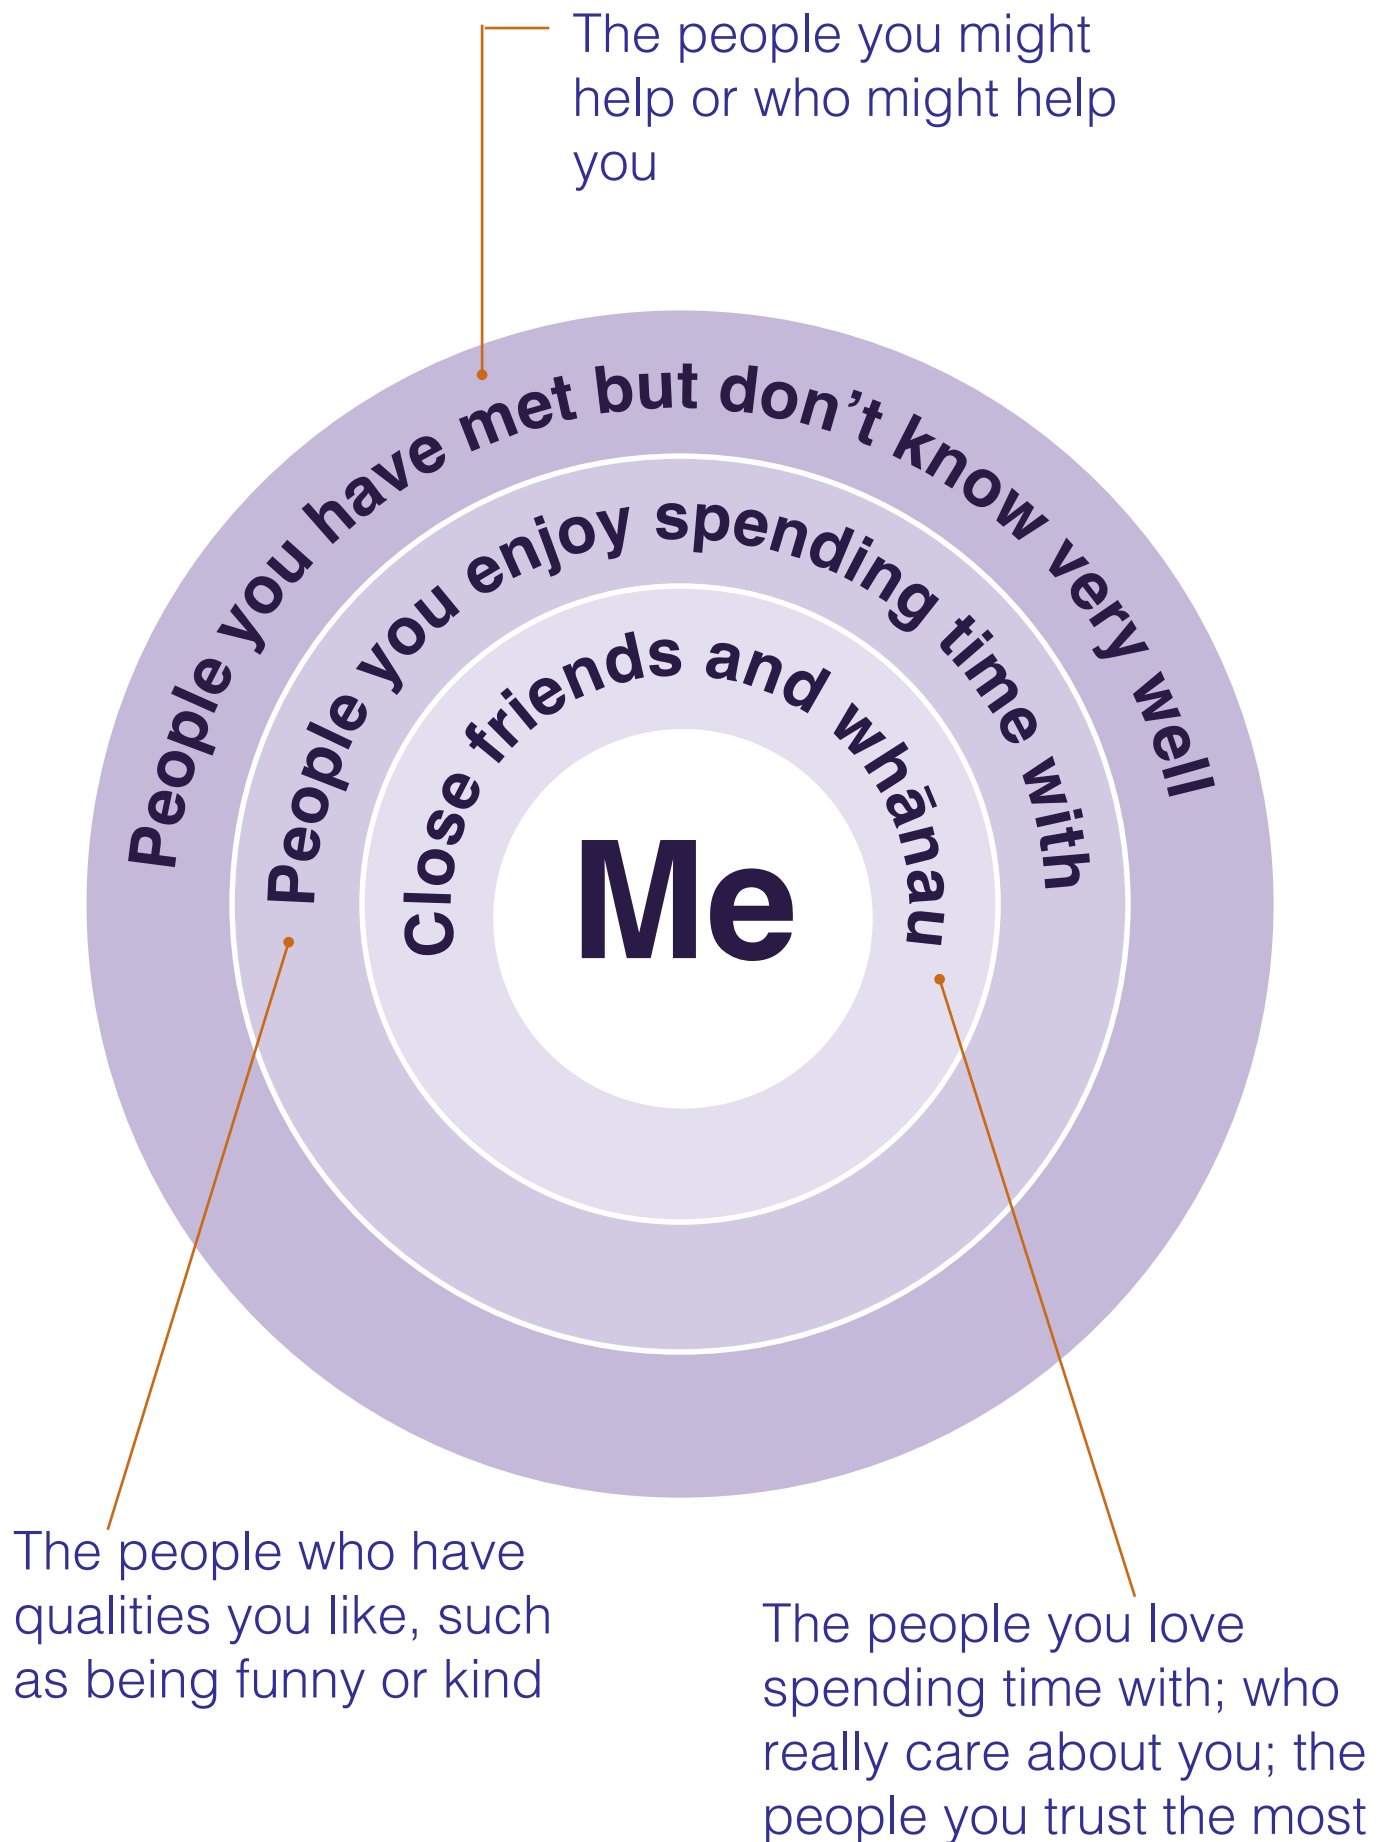 The people you might
help or who might help
you
People you have met but don’t know very well
People you enjoy spending time with
Close friends and whānau
Me
The people who have
qualities you like, such
as being funny or kind
The people you love
spending time with; who
really care about you; the
people you trust the most